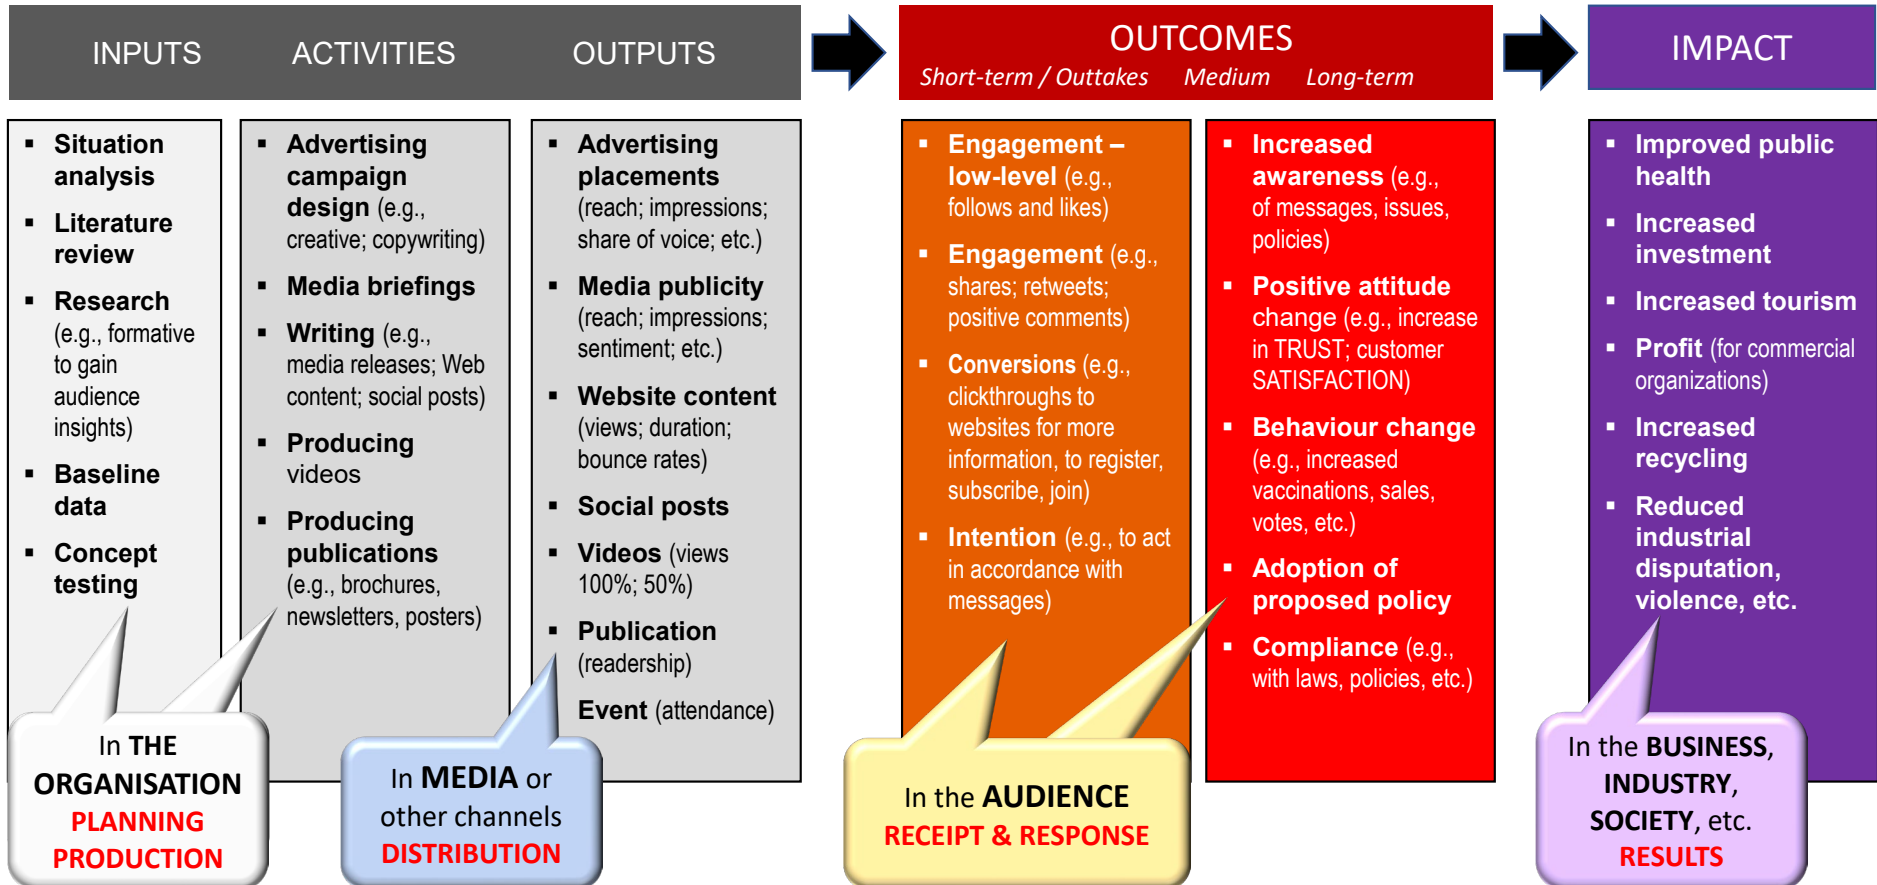 INPUTS
ACTIVITIES
OUTPUTS
OUTCOMES
Short-term / Outtakes Medium Long-term
IMPACT
▪ Situation
analysis
▪ Literature
review
▪ Research
(e.g., formative
to gain
audience
insights)
▪ Baseline
data
▪ Concept
testing
▪ Advertising
campaign
design (e.g.,
creative; copywriting)
▪ Media briefings
▪ Writing (e.g.,
media releases; Web
content; social posts)
▪ Producing
videos
▪ Producing
publications
(e.g., brochures,
newsletters, posters)
▪ Advertising
placements
(reach; impressions;
share of voice; etc.)
▪ Media publicity
(reach; impressions;
sentiment; etc.)
▪ Website content
(views; duration;
bounce rates)
▪ Social posts
▪ Videos (views
100%; 50%)
▪ Publication
(readership)
Event (attendance)
▪ Engagement –
low-level (e.g.,
follows and likes)
▪ Engagement (e.g.,
shares; retweets;
positive comments)
▪ Conversions (e.g.,
clickthroughs to
websites for more
information, to register,
subscribe, join)
▪ Intention (e.g., to act
in accordance with
messages)
▪ Increased
awareness (e.g.,
of messages, issues,
policies)
▪ Positive attitude
change (e.g., increase
in TRUST; customer
SATISFACTION)
▪ Behaviour change
(e.g., increased
vaccinations, sales,
votes, etc.)
▪ Adoption of
proposed policy
▪ Compliance (e.g.,
with laws, policies, etc.)
▪ Improved public
health
▪ Increased
investment
▪ Increased tourism
▪ Profit (for commercial
organizations)
▪ Increased
recycling
▪ Reduced
industrial
disputation,
violence, etc.
In THE
ORGANISATION
PLANNING
PRODUCTION
In MEDIA or
other channels
DISTRIBUTION
In the AUDIENCE
RECEIPT & RESPONSE
In the BUSINESS,
INDUSTRY,
SOCIETY, etc.
RESULTS